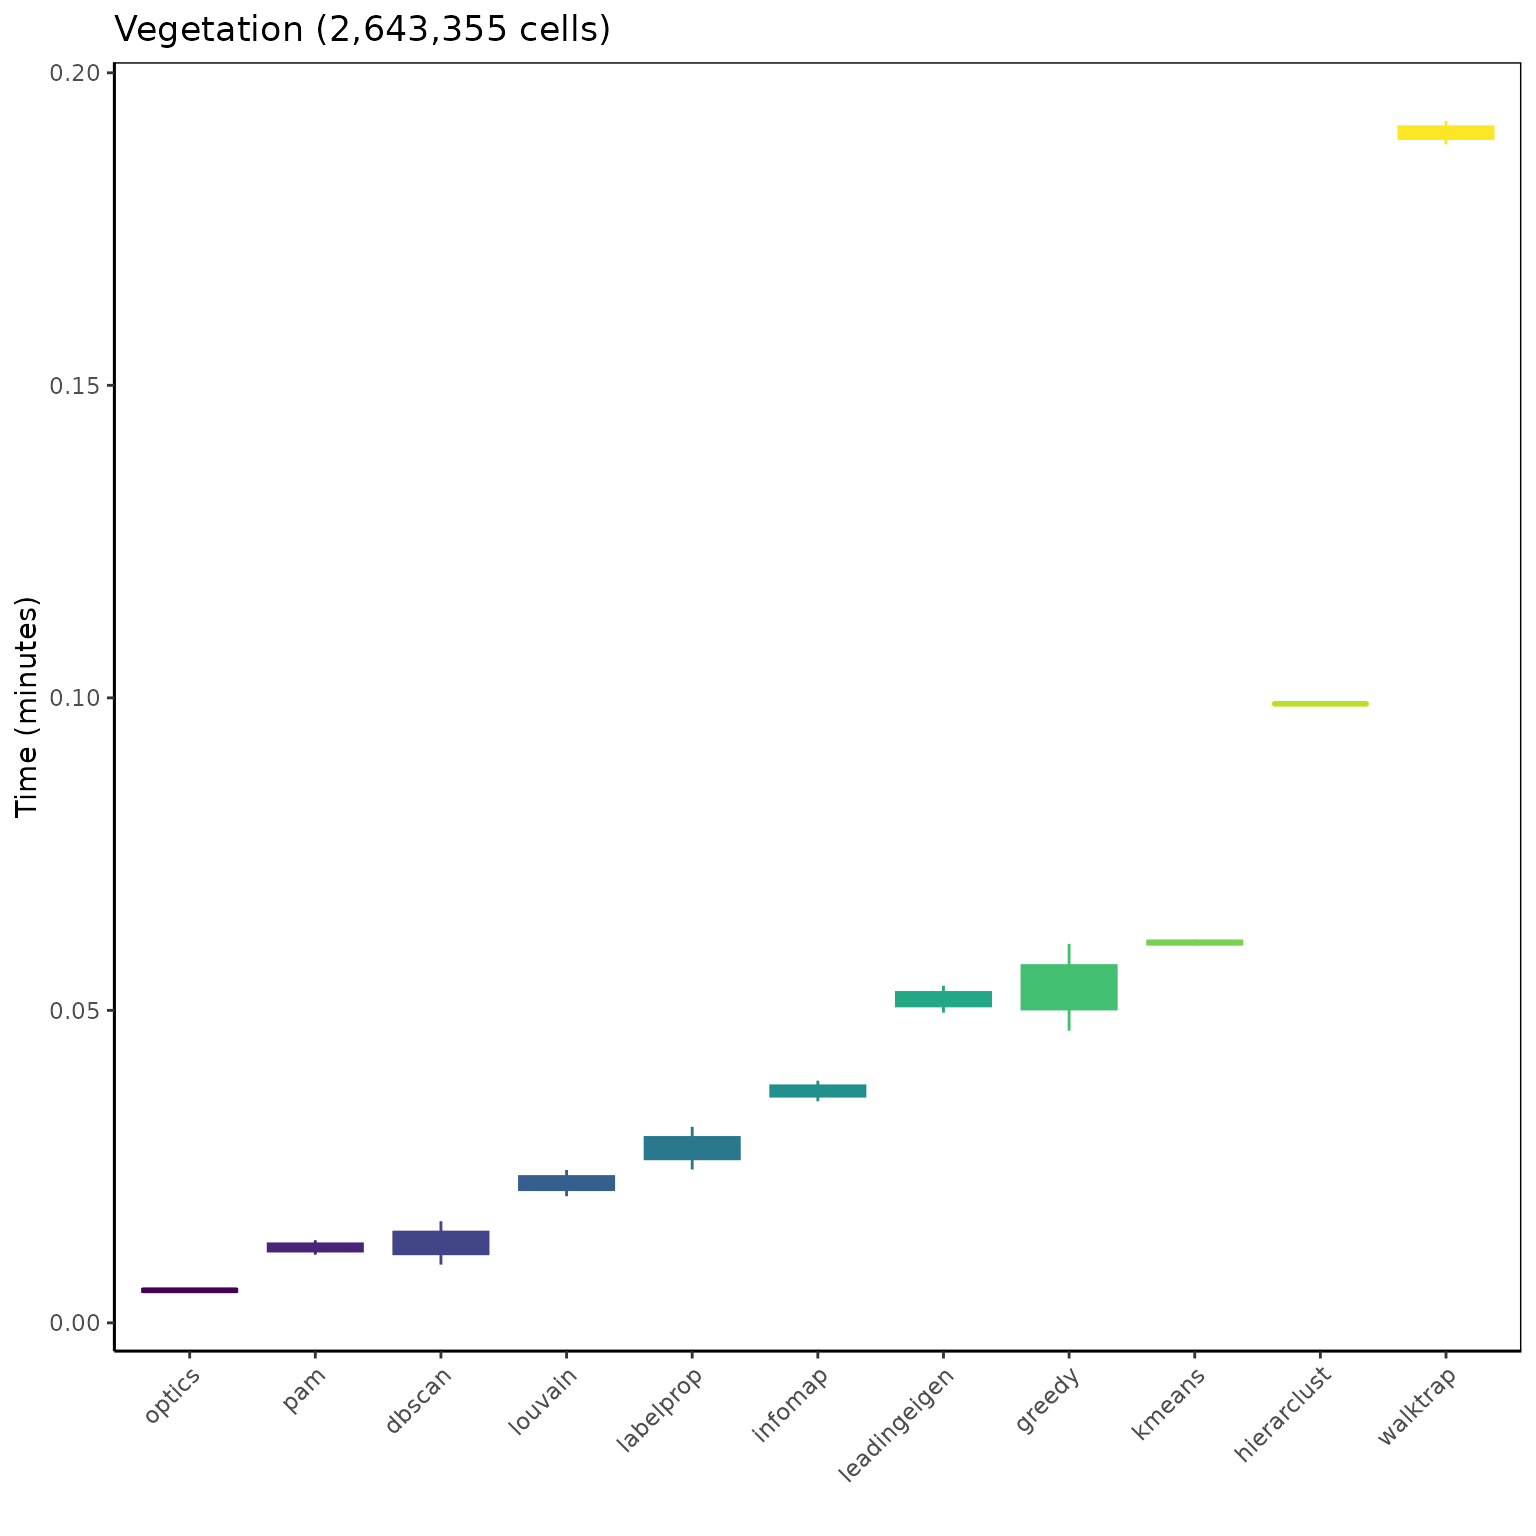 Vegetation (2,643,355 cells)
Time (minutes)
0.20
0.15
0.10
0.05
0.00
optics
pam
dbscan
louvain
labelprop
infomap
leadingeigen
greedy
kmeans
hierarclust
walktrap